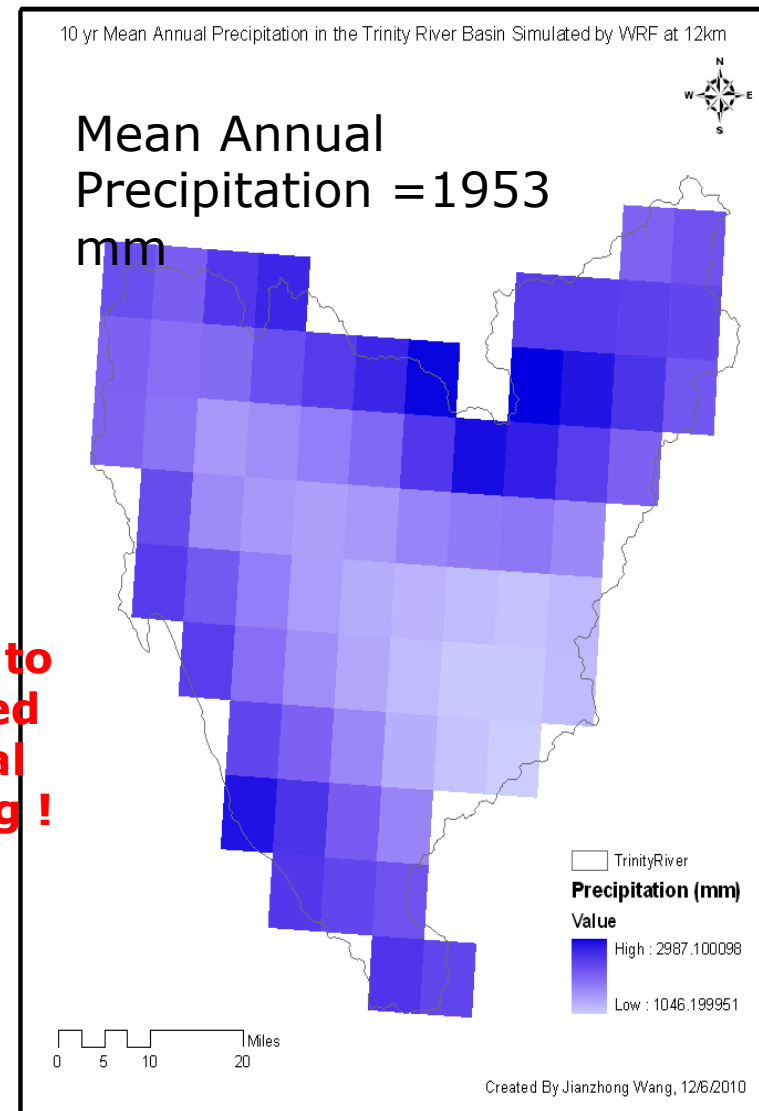 10 yr Mean Annual Precipitation in the Trinity River Basin Simulated by WRF at 12km
N
W E
S
Mean Annual
Precipitation =1953
mm
to
ed
al
g !
TrinityRiver
Precipitation (mm)
Value
High : 2987.100098
Low : 1046.199951
Miles
0 5 10 20
Created By Jianzhong Wang, 12/6/2010